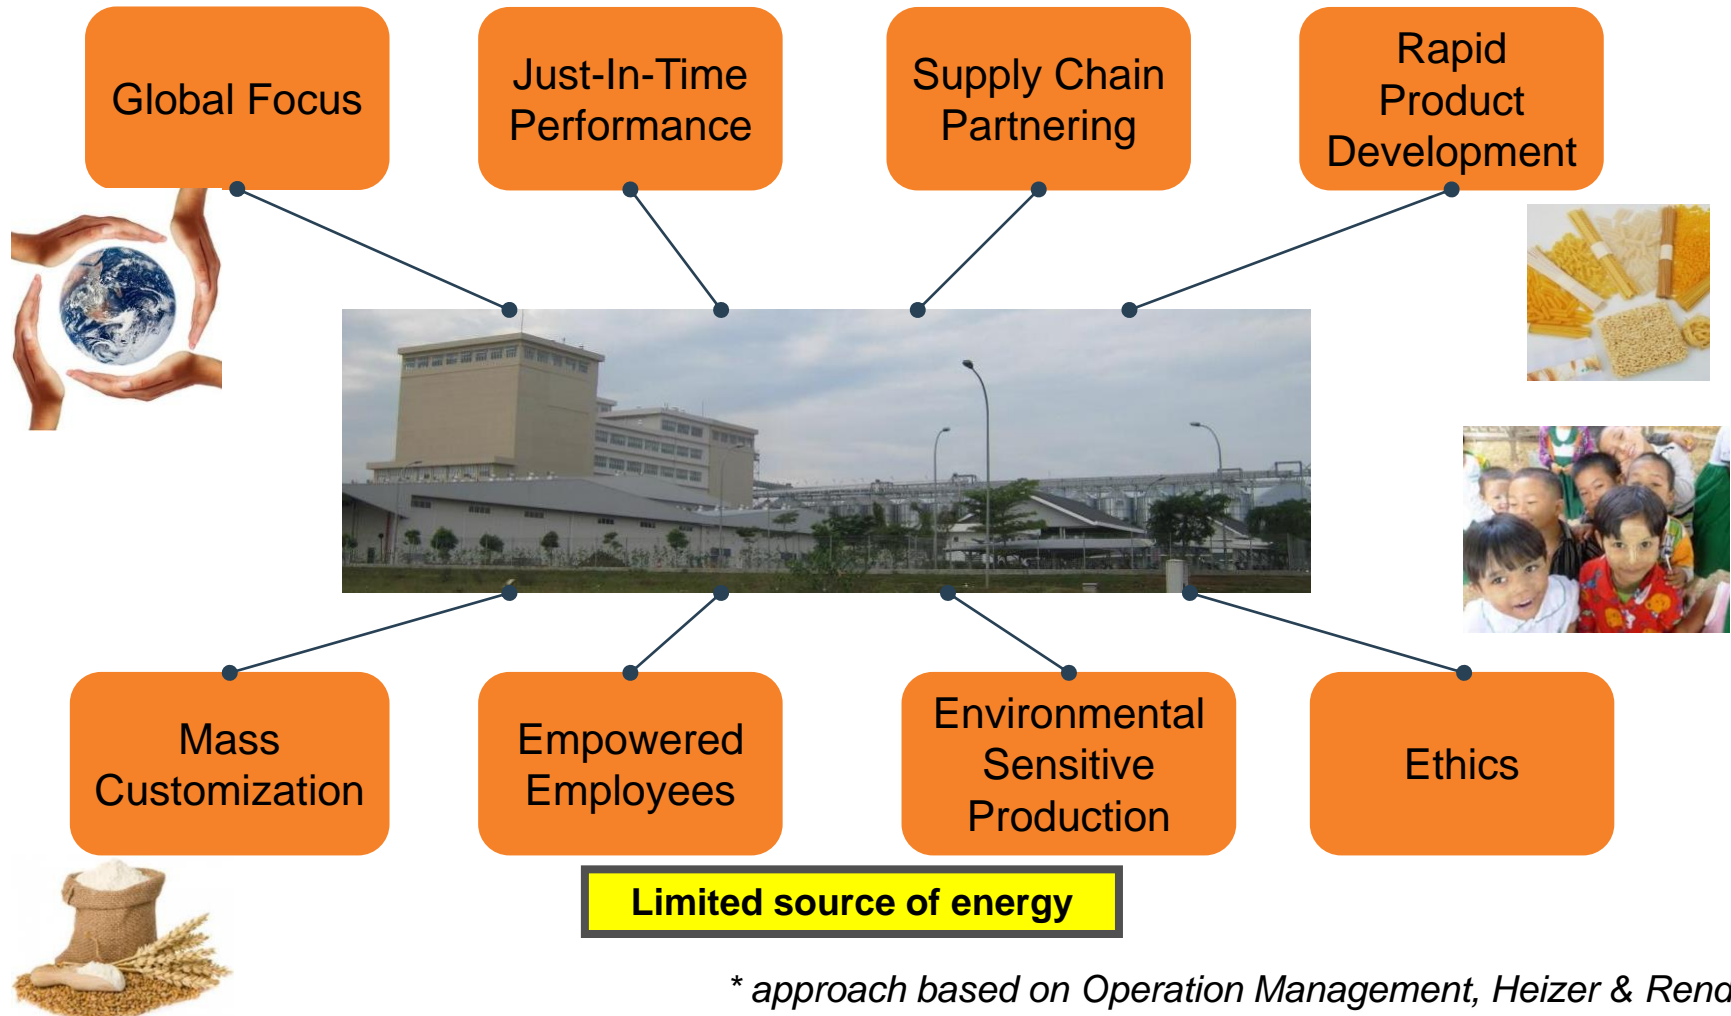 Global Focus
Just-In-Time
Performance
Supply Chain
Partnering
Rapid
Product
Development
Mass
Customization
Empowered
Employees
Environmental
Sensitive
Production
Ethics
Limited source of energy
* approach based on Operation Management, Heizer & Rend